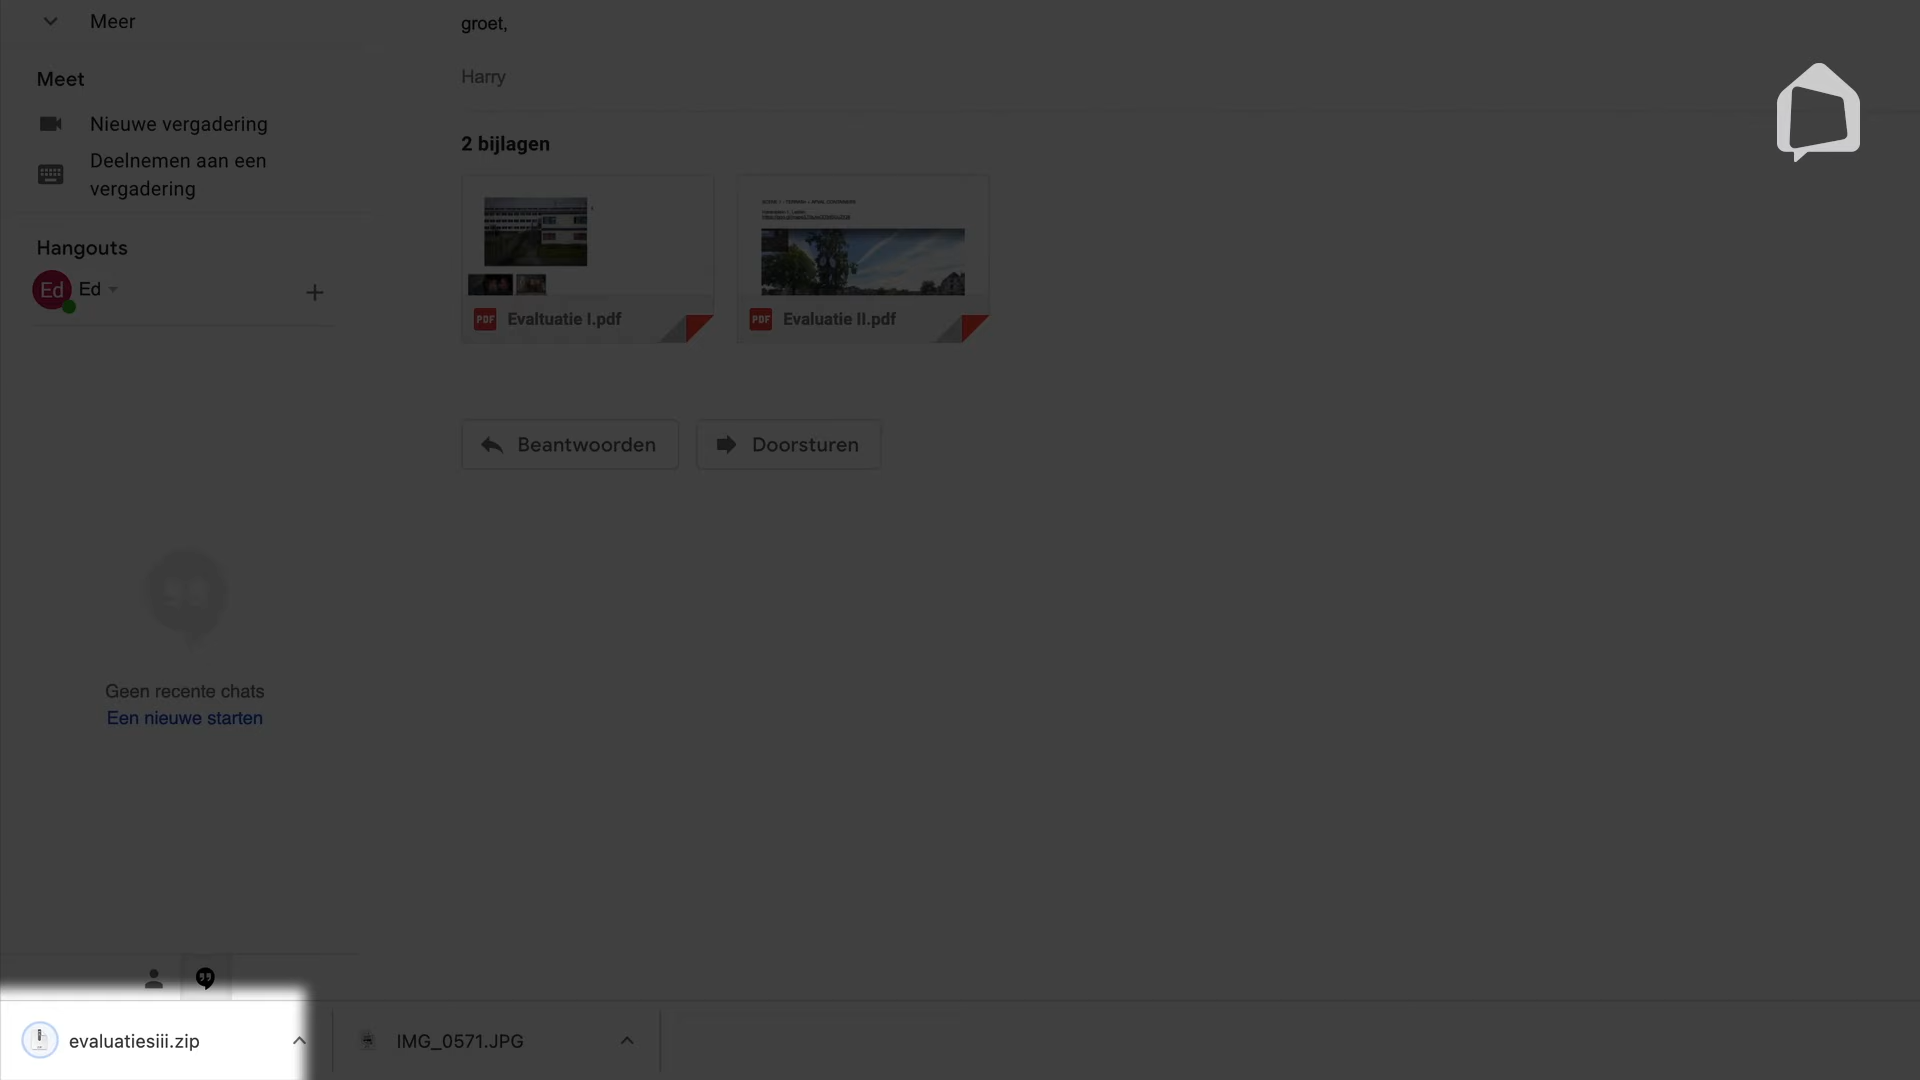 Meer
Meet
Nieuwe vergadering
Deelnemen aan een
vergadering
Hangouts
Ed
Ed
Geen recente chats
Een nieuwe starten
groet,
Harry
2 bijlagen
PDF
Evaltuatie I.pdf
PDF
Evaluatie II.pdf
Beantwoorden
Doorsturen
evaluatiesiii.zip
IMG_0571.JPG